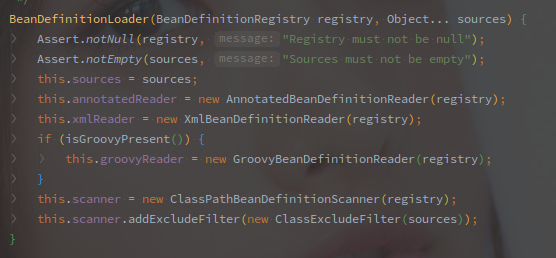 */
BeanDefinitionLoader(BeanDefinitionRegistry registry, Object... sources) {
Assert.notNull(registry, message: "Registry must not be null");
Assert.notEmpty(sources, message: "Sources must not be empty");
this.sources = sources;
this.annotatedReader = new AnnotatedBeanDefinitionReader(registry);
this.xmlReader = new XmlBeanDefinitionReader(registry);
if (isGroovyPresent()) {
this.groovyReader = new GroovyBeanDefinitionReader(registry);
}
this.scanner = new ClassPathBeanDefinitionScanner(registry);
this.scanner.addExcludeFilter(new ClassExcludeFilter(sources));
}